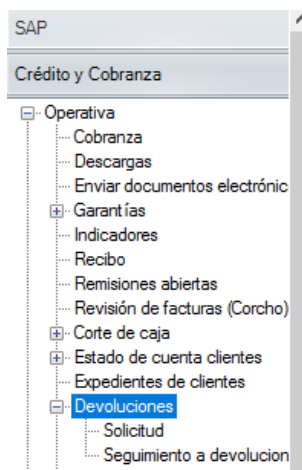 SAP
Crédito y Cobranza
Operativa
Cobranza
Descargas
Enviar documentos electrónic
Garantías
Indicadores
Recibo
Remisiones abiertas
Revisión de facturas (Corcho)
Corte de caja
Estado de cuenta clientes
Expedientes de clientes
Devoluciones
Solicitud
Seguimiento a devolucion